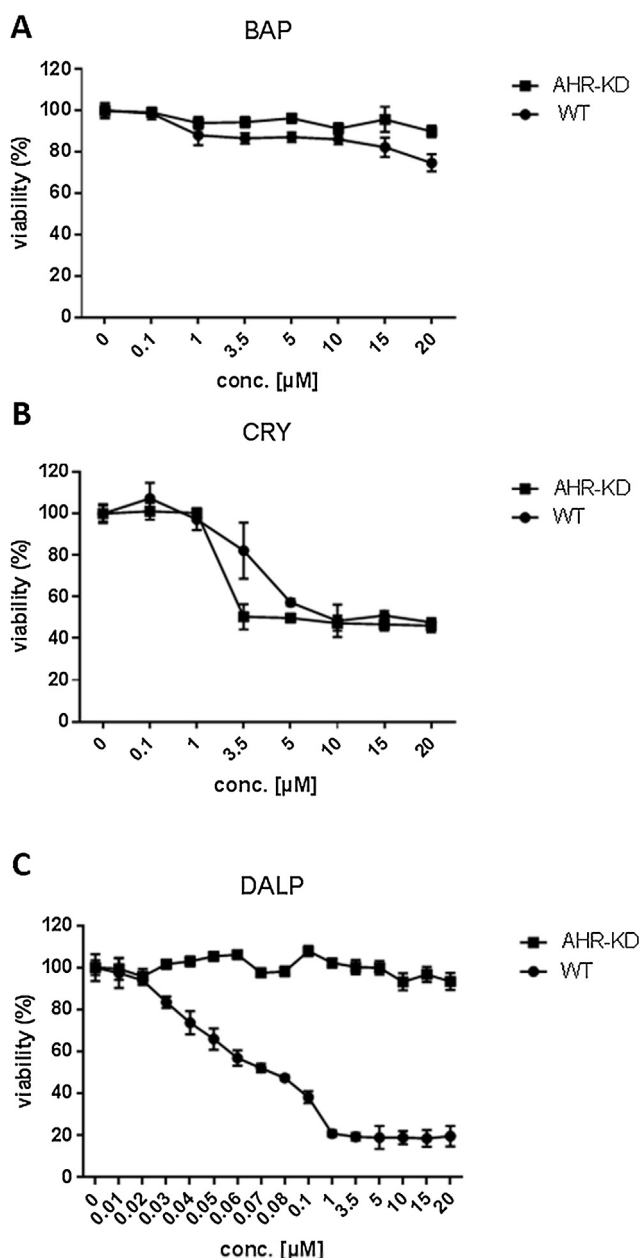 A
BAP
120
100
80
60
40
20
0
viability (%)
0 0.1 1 3.5 5 10 15 20
conc. [µM]
AHR-KD
WT
B
CRY
120
100
80
60
40
20
0
viability (%)
0 0.1 1 3.5 5 10 15 20
conc. [µM]
AHR-KD
WT
C
DALP
120
100
80
60
40
20
0
viability (%)
0 0.01 0.02 0.03 0.04 0.05 0.06 0.07 0.08 0.1 1 3.5 5 10 15 20
conc. [µM]
AHR-KD
WT